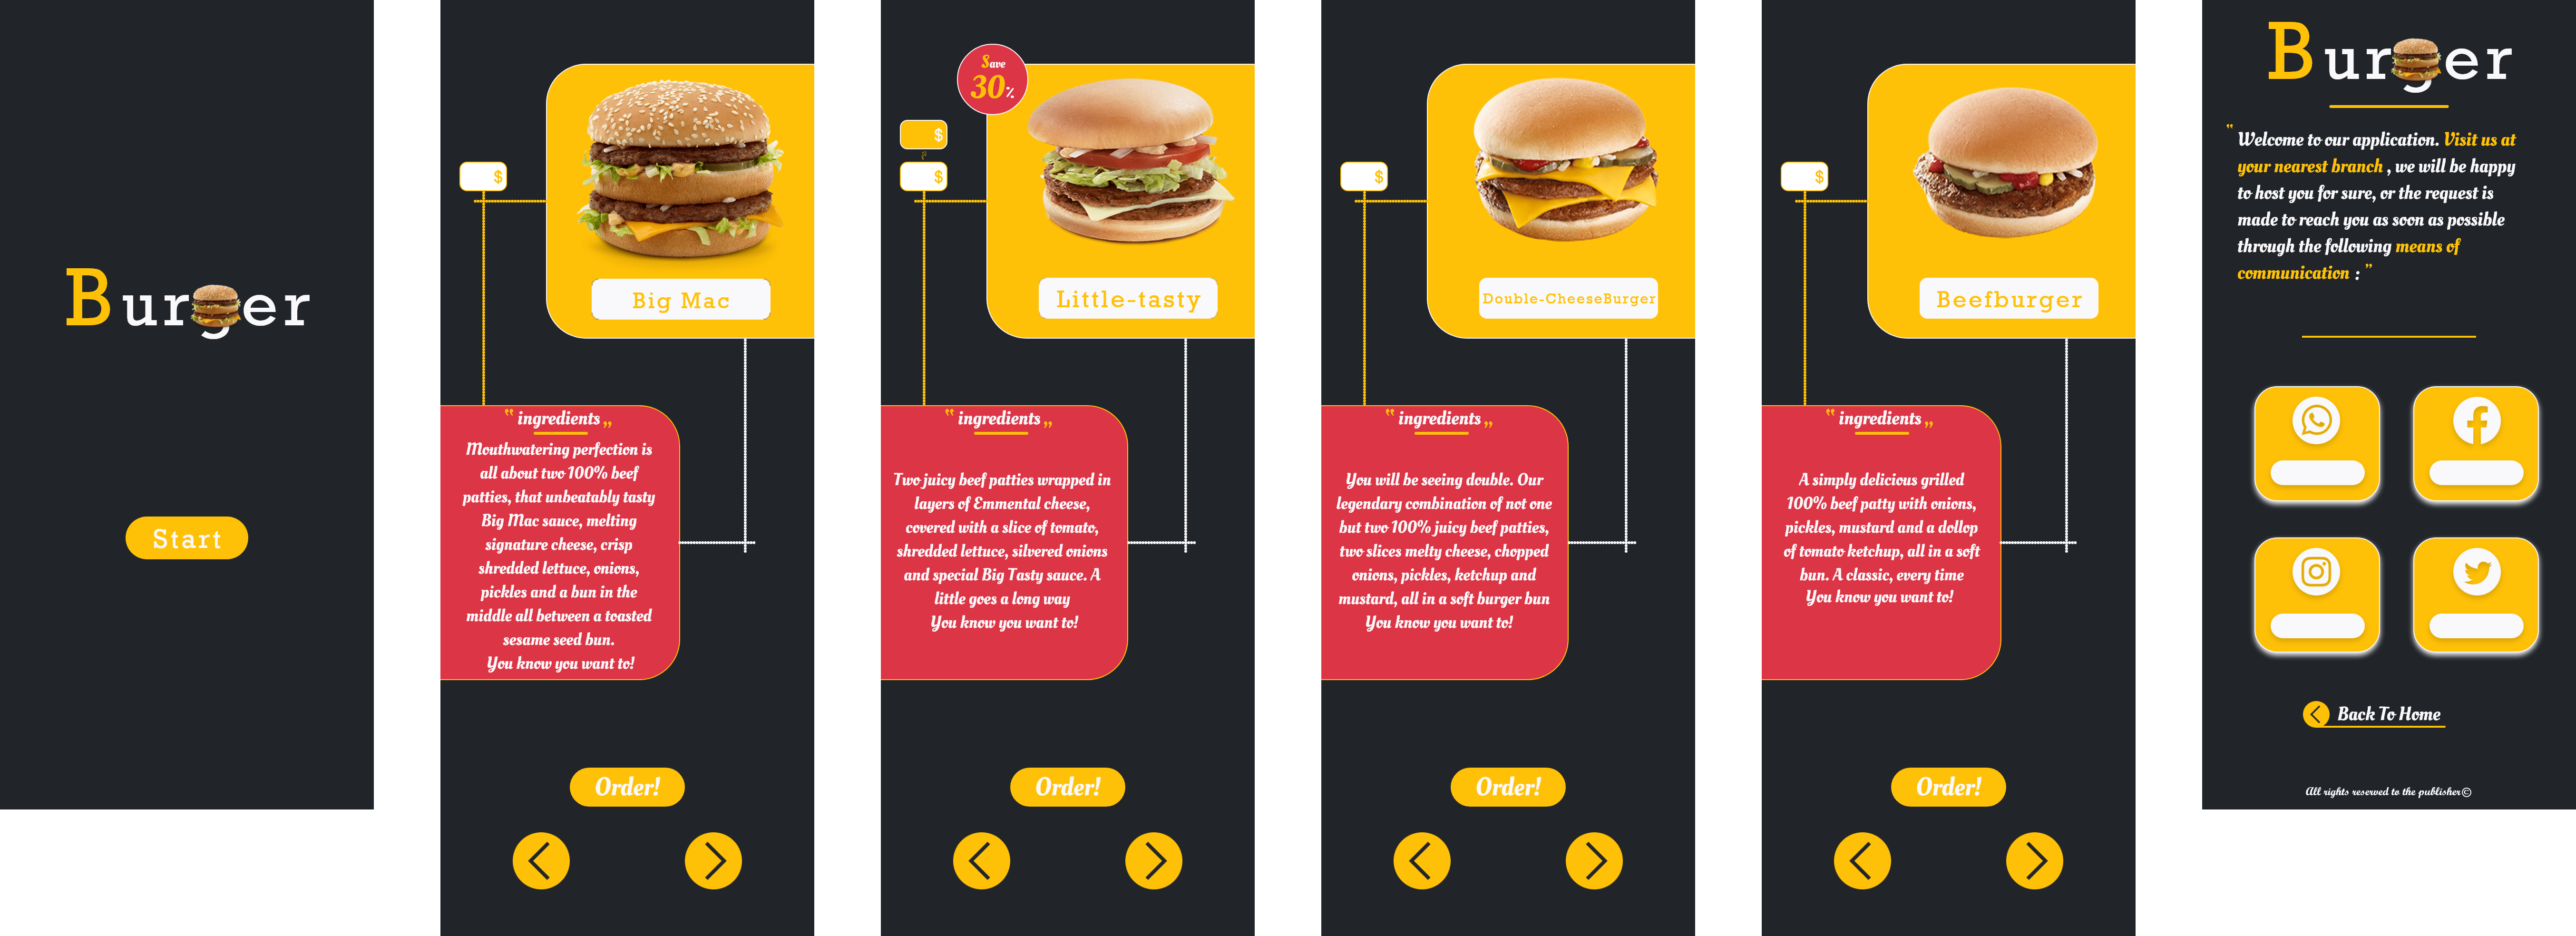 Burger
Start
$
Big Mac
" ingredients „
Mouthwatering perfection is
all about two 100% beef
patties, that unbeatably tasty
Big Mac sauce, melting
signature cheese, crisp
shredded lettuce, onions,
pickles and a bun in the
middle all between a toasted
sesame seed bun.
You know you want to!
Order!
Save
30%
$
$
Little-tasty
" ingredients „
Two juicy beef patties wrapped in
layers of Emmental cheese,
covered with a slice of tomato,
shredded lettuce, silvered onions
and special Big Tasty sauce. A
little goes a long way
You know you want to!
Order!
$
Double-CheeseBurger
" ingredients „
You will be seeing double. Our
legendary combination of not one
but two 100% juicy beef patties,
two slices melty cheese, chopped
onions, pickles, ketchup and
mustard, all in a soft burger bun
You know you want to!
Order!
$
Beefburger
" ingredients „
A simply delicious grilled
100% beef patty with onions,
pickles, mustard and a dollop
of tomato ketchup, all in a soft
bun. A classic, every time
You know you want to!
Order!
Burger
" Welcome to our application. Visit us at
your nearest branch , we will be happy
to host you for sure, or the request is
made to reach you as soon as possible
through the following means of
communication : "
Back To Home
All rights reserved to the publisher©